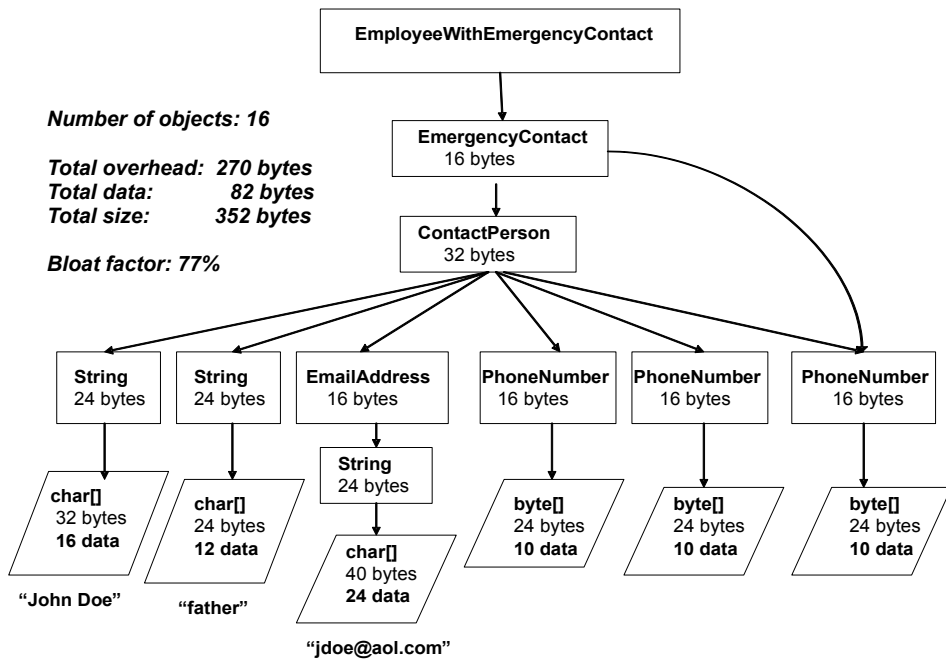 EmployeeWithEmergencyContact
Number of objects: 16
Total overhead: 270 bytes
Total data: 82 bytes
Total size: 352 bytes
Bloat factor: 77%
EmergencyContact
16 bytes
ContactPerson
32 bytes
String
24 bytes
String
24 bytes
EmailAddress
16 bytes
PhoneNumber
16 bytes
PhoneNumber
16 bytes
PhoneNumber
16 bytes
String
24 bytes
char[]
32 bytes
16 data
char[]
24 bytes
12 data
char[]
40 bytes
24 data
byte[]
24 bytes
10 data
byte[]
24 bytes
10 data
byte[]
24 bytes
10 data
“John Doe”
“father”
“jdoe@aol.com”